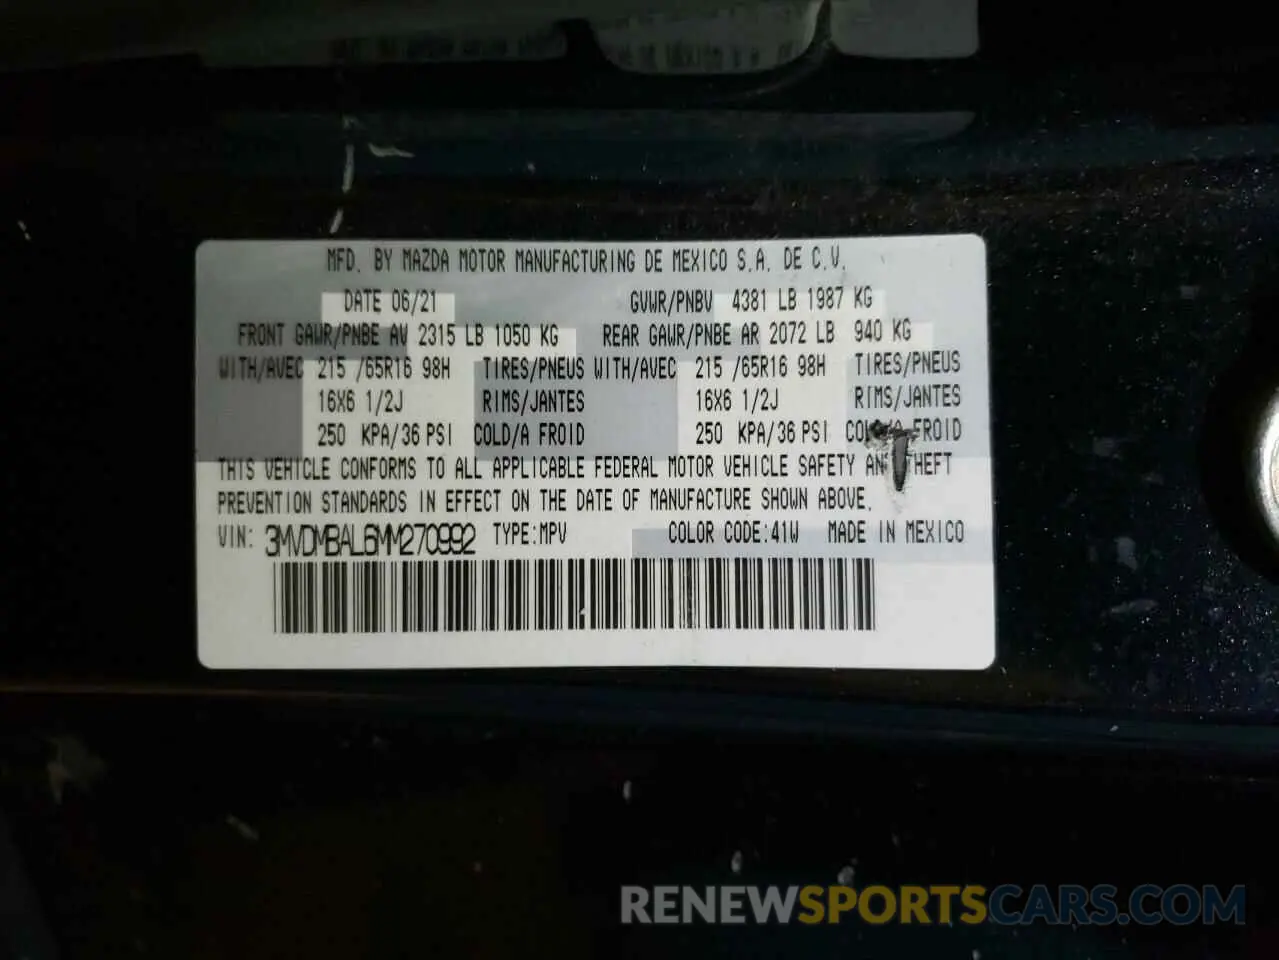 MFD. BY MAZDA MOTOR MANUFACTURING DE MEXICO S.A. DE C.V.
DATE 06/21 GVWR/PNBV 4381 LB 1987 KG
FRONT GAWR/PNBE AV 2315 LB 1050 KG REAR GAWR/PNBE AR 2072 LB 940 KG
WITH/AVEC 215 /65R16 98H TIRES/PNEUS WITH/AVEC 215 /65R16 98H TIRES/PNEUS
16X6 1/2J RIMS/JANTES 16X6 1/2J RIMS/JANTES
250 KPA/36 PSI COLD/A FROID 250 KPA/36 PSI COLD/A FROID
THIS VEHICLE CONFORMS TO ALL APPLICABLE FEDERAL MOTOR VEHICLE SAFETY AND THEFT
PREVENTION STANDARDS IN EFFECT ON THE DATE OF MANUFACTURE SHOWN ABOVE.
VIN: 3MVDMBAL6MM270992 TYPE:MPV COLOR CODE:41W MADE IN MEXICO
RENEWSPORTSCARS.COM